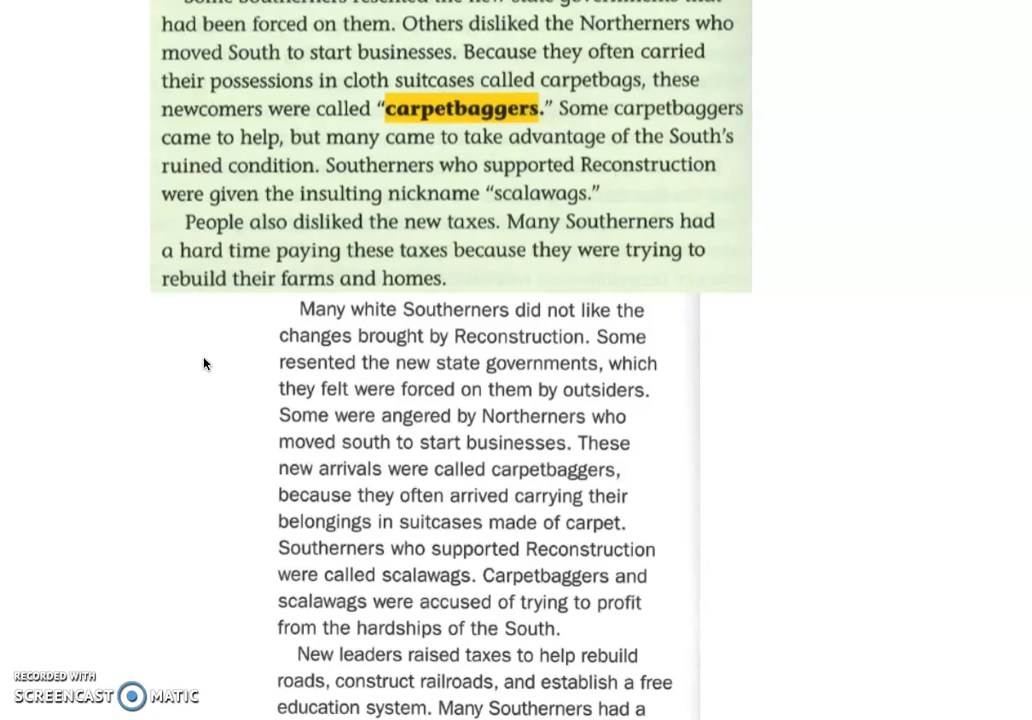 had been forced on them. Others disliked the Northerners who
moved South to start businesses. Because they often carried
their possessions in cloth suitcases called carpetbags, these
newcomers were called “carpetbaggers.” Some carpetbaggers
came to help, but many came to take advantage of the South’s
ruined condition. Southerners who supported Reconstruction
were given the insulting nickname “scalawags.”
People also disliked the new taxes. Many Southerners had
a hard time paying these taxes because they were trying to
rebuild their farms and homes.
Many white Southerners did not like the
changes brought by Reconstruction. Some
resented the new state governments, which
they felt were forced on them by outsiders.
Some were angered by Northerners who
moved south to start businesses. These
new arrivals were called carpetbaggers,
because they often arrived carrying their
belongings in suitcases made of carpet.
Southerners who supported Reconstruction
were called scalawags. Carpetbaggers and
scalawags were accused of trying to profit
from the hardships of the South.
New leaders raised taxes to help rebuild
roads, construct railroads, and establish a free
education system. Many Southerners had a
RECORDED WITH
SCREENCAST MATIC